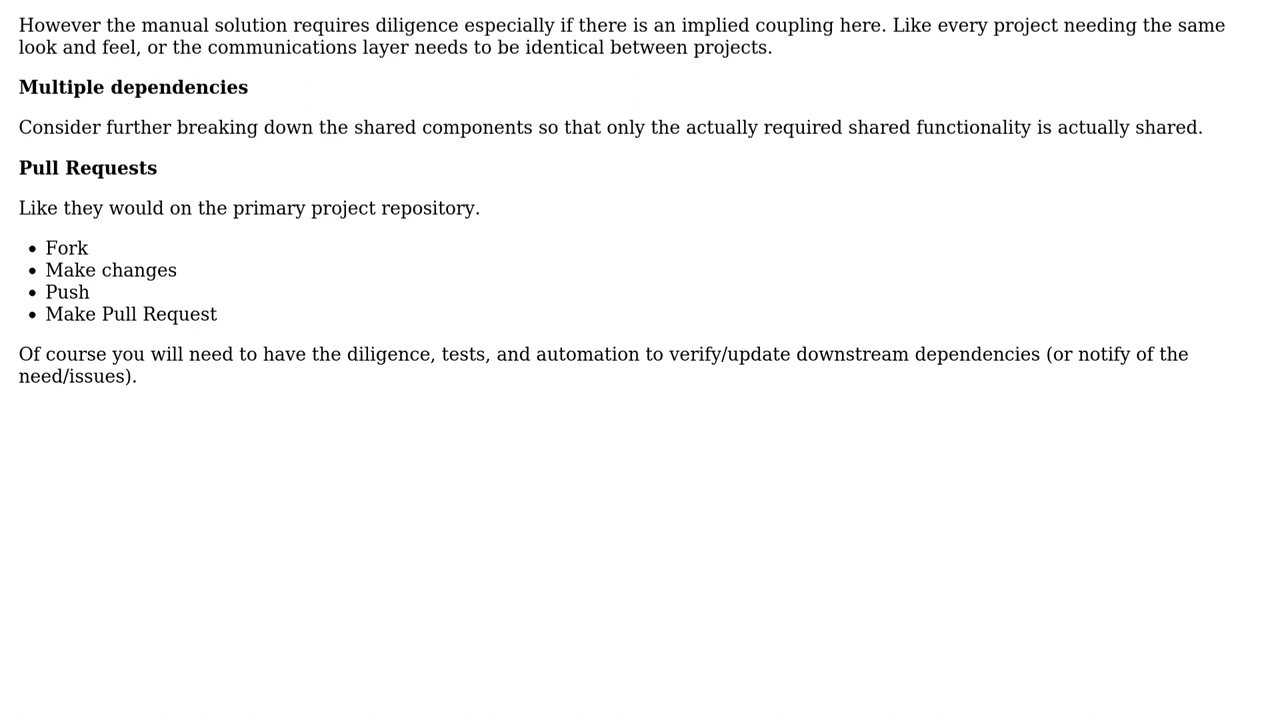 However the manual solution requires diligence especially if there is an implied coupling here. Like every project needing the same
look and feel, or the communications layer needs to be identical between projects.
Multiple dependencies
Consider further breaking down the shared components so that only the actually required shared functionality is actually shared.
Pull Requests
Like they would on the primary project repository.
• Fork
• Make changes
• Push
• Make Pull Request
Of course you will need to have the diligence, tests, and automation to verify/update downstream dependencies (or notify of the
need/issues).